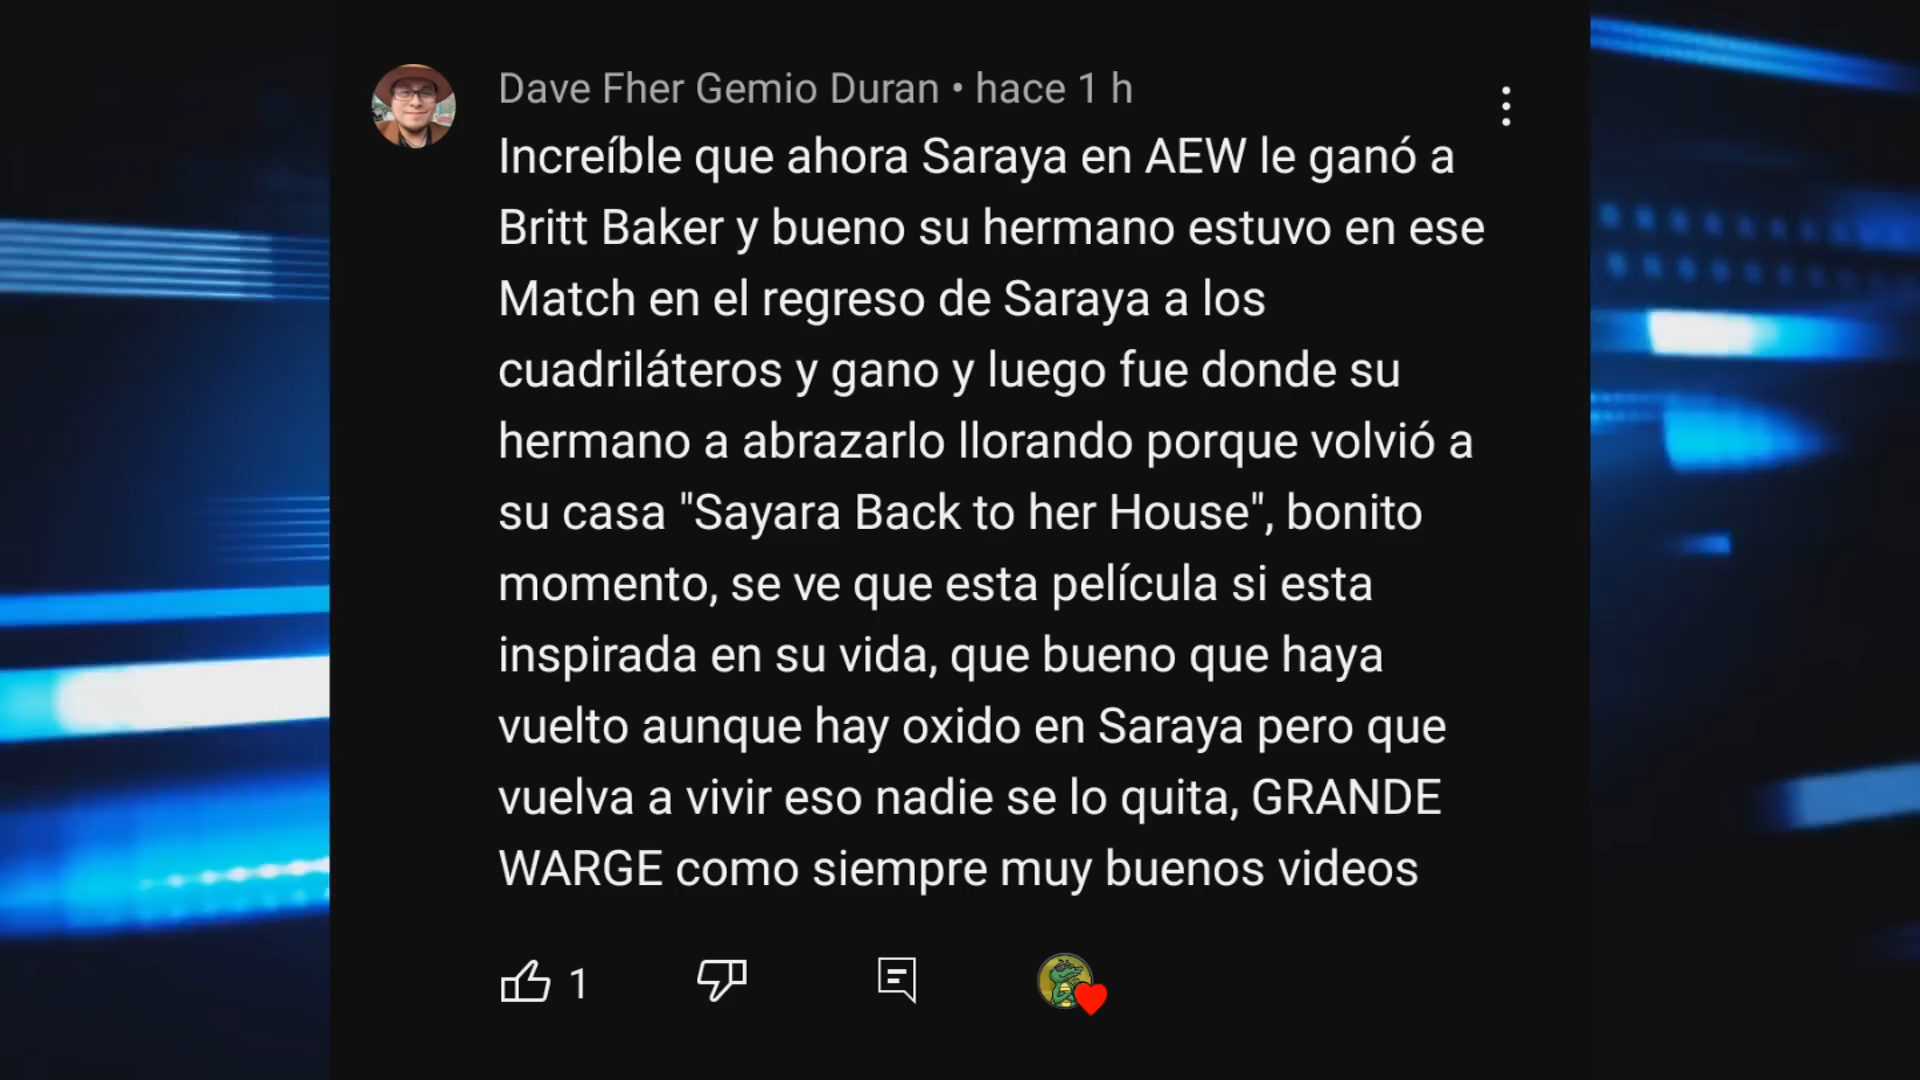 Dave Fher Gemio Duran • hace 1 h
Increíble que ahora Saraya en AEW le ganó a
Britt Baker y bueno su hermano estuvo en ese
Match en el regreso de Saraya a los
cuadriláteros y gano y luego fue donde su
hermano a abrazarlo llorando porque volvió a
su casa "Sayara Back to her House", bonito
momento, se ve que esta película si esta
inspirada en su vida, que bueno que haya
vuelto aunque hay oxido en Saraya pero que
vuelva a vivir eso nadie se lo quita, GRANDE
WARGE como siempre muy buenos videos
1